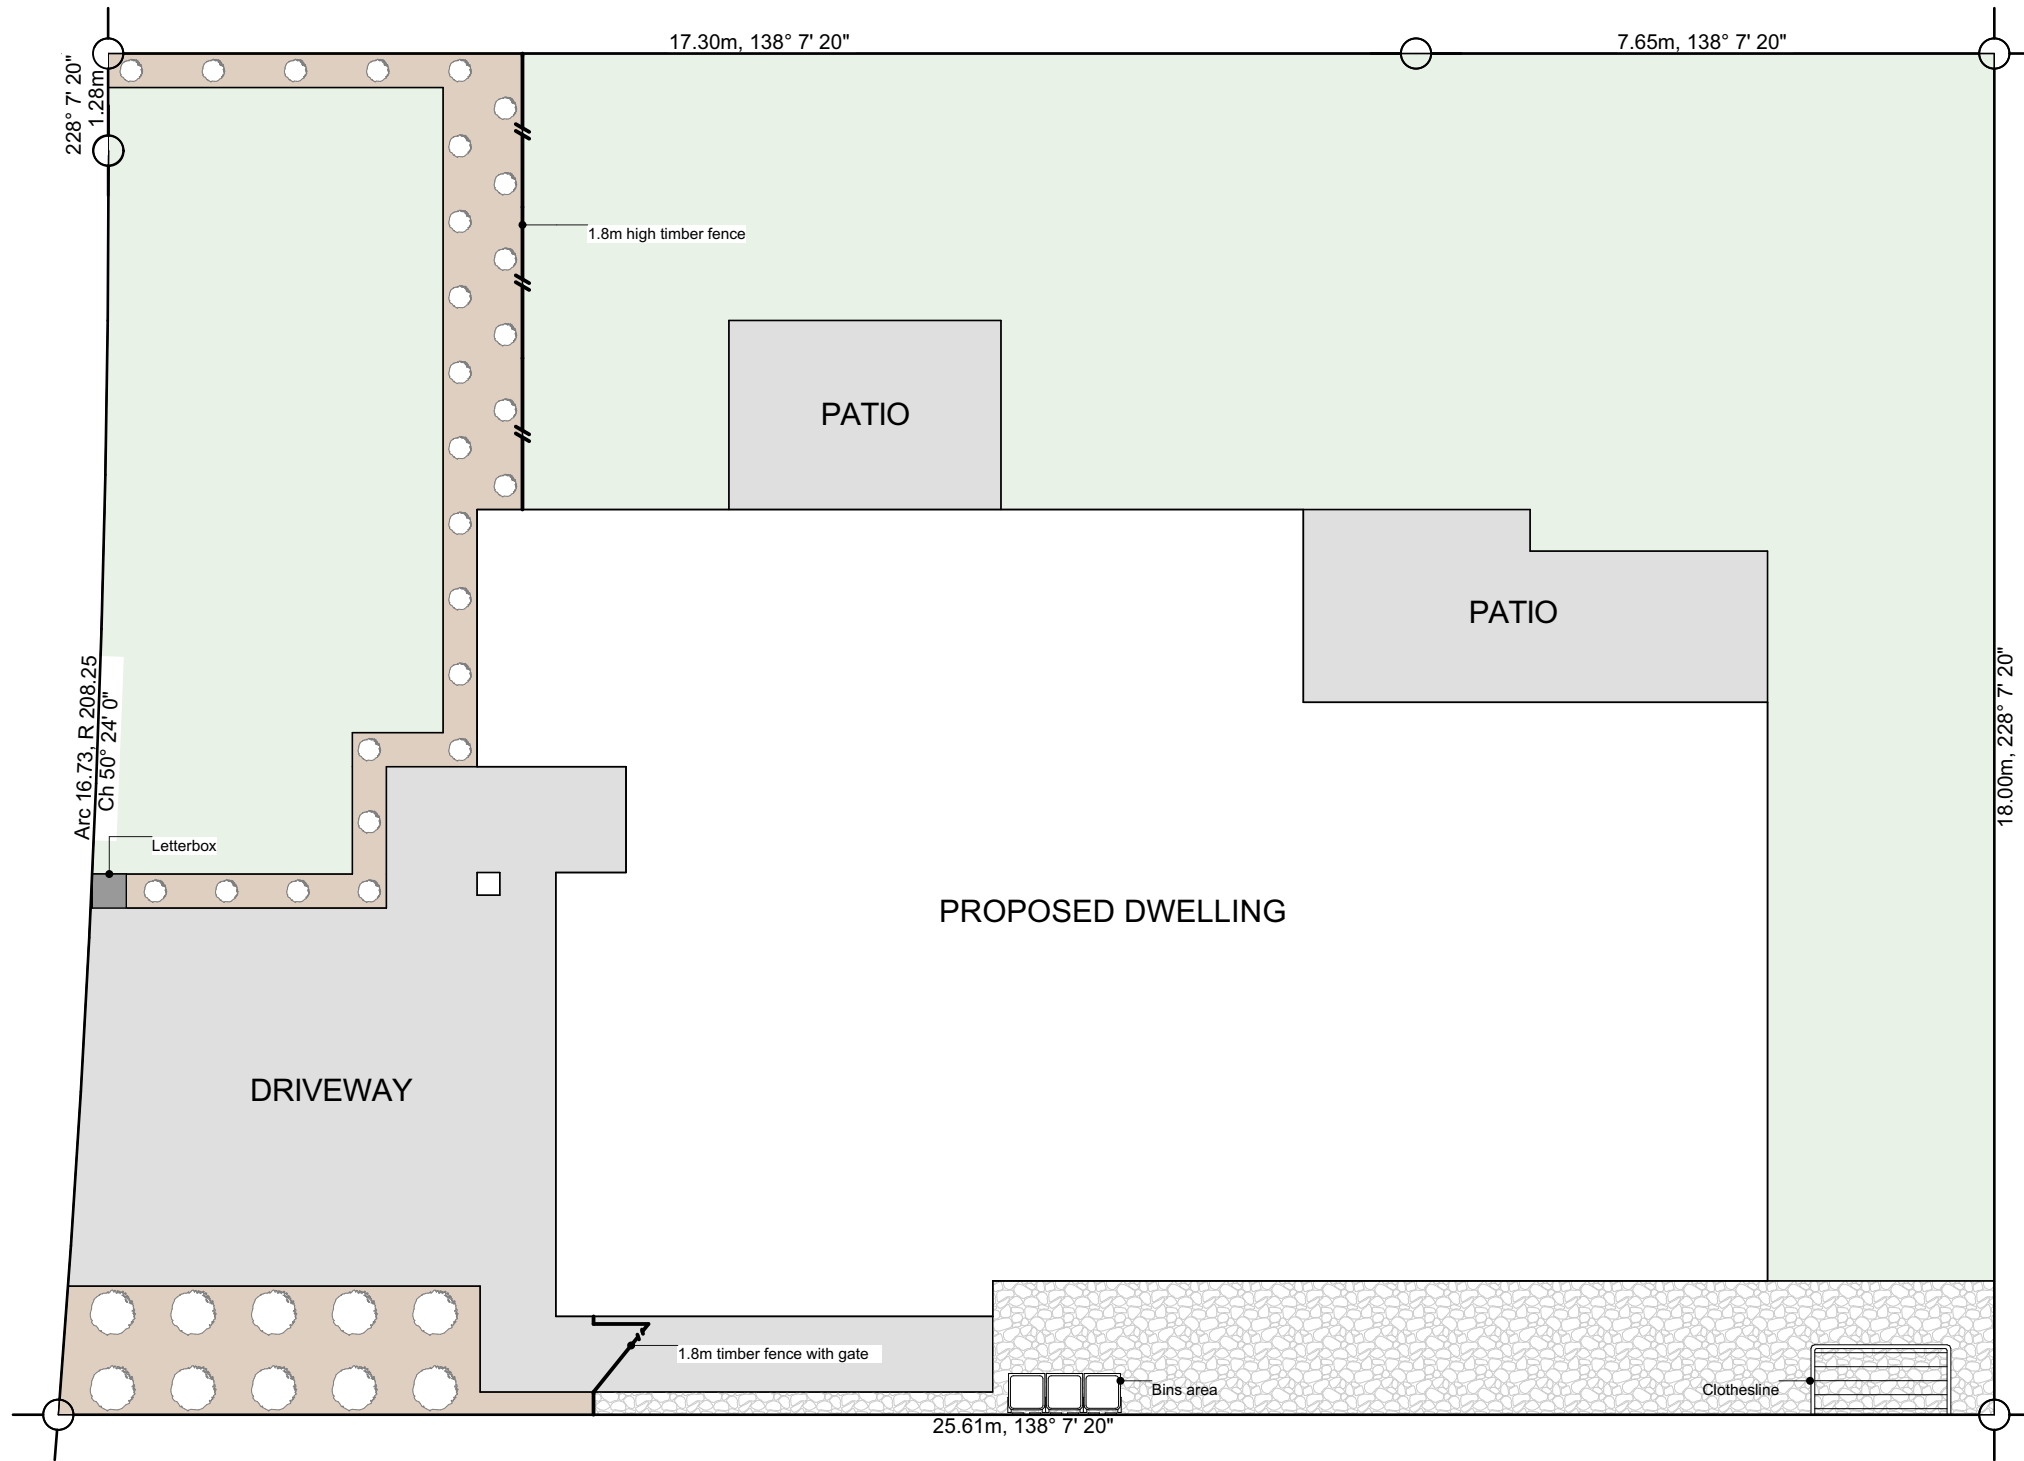 17.30m, 138° 7' 20"
7.65m, 138° 7' 20"
228° 7' 20"
1.28m
1.8m high timber fence
PATIO
PATIO
Arc 16.73, R 208.25
Ch 50° 24' 0"
18.00m, 228° 7' 20"
Letterbox
PROPOSED DWELLING
DRIVEWAY
1.8m timber fence with gate
Bins area
Clothesline
25.61m, 138° 7' 20"